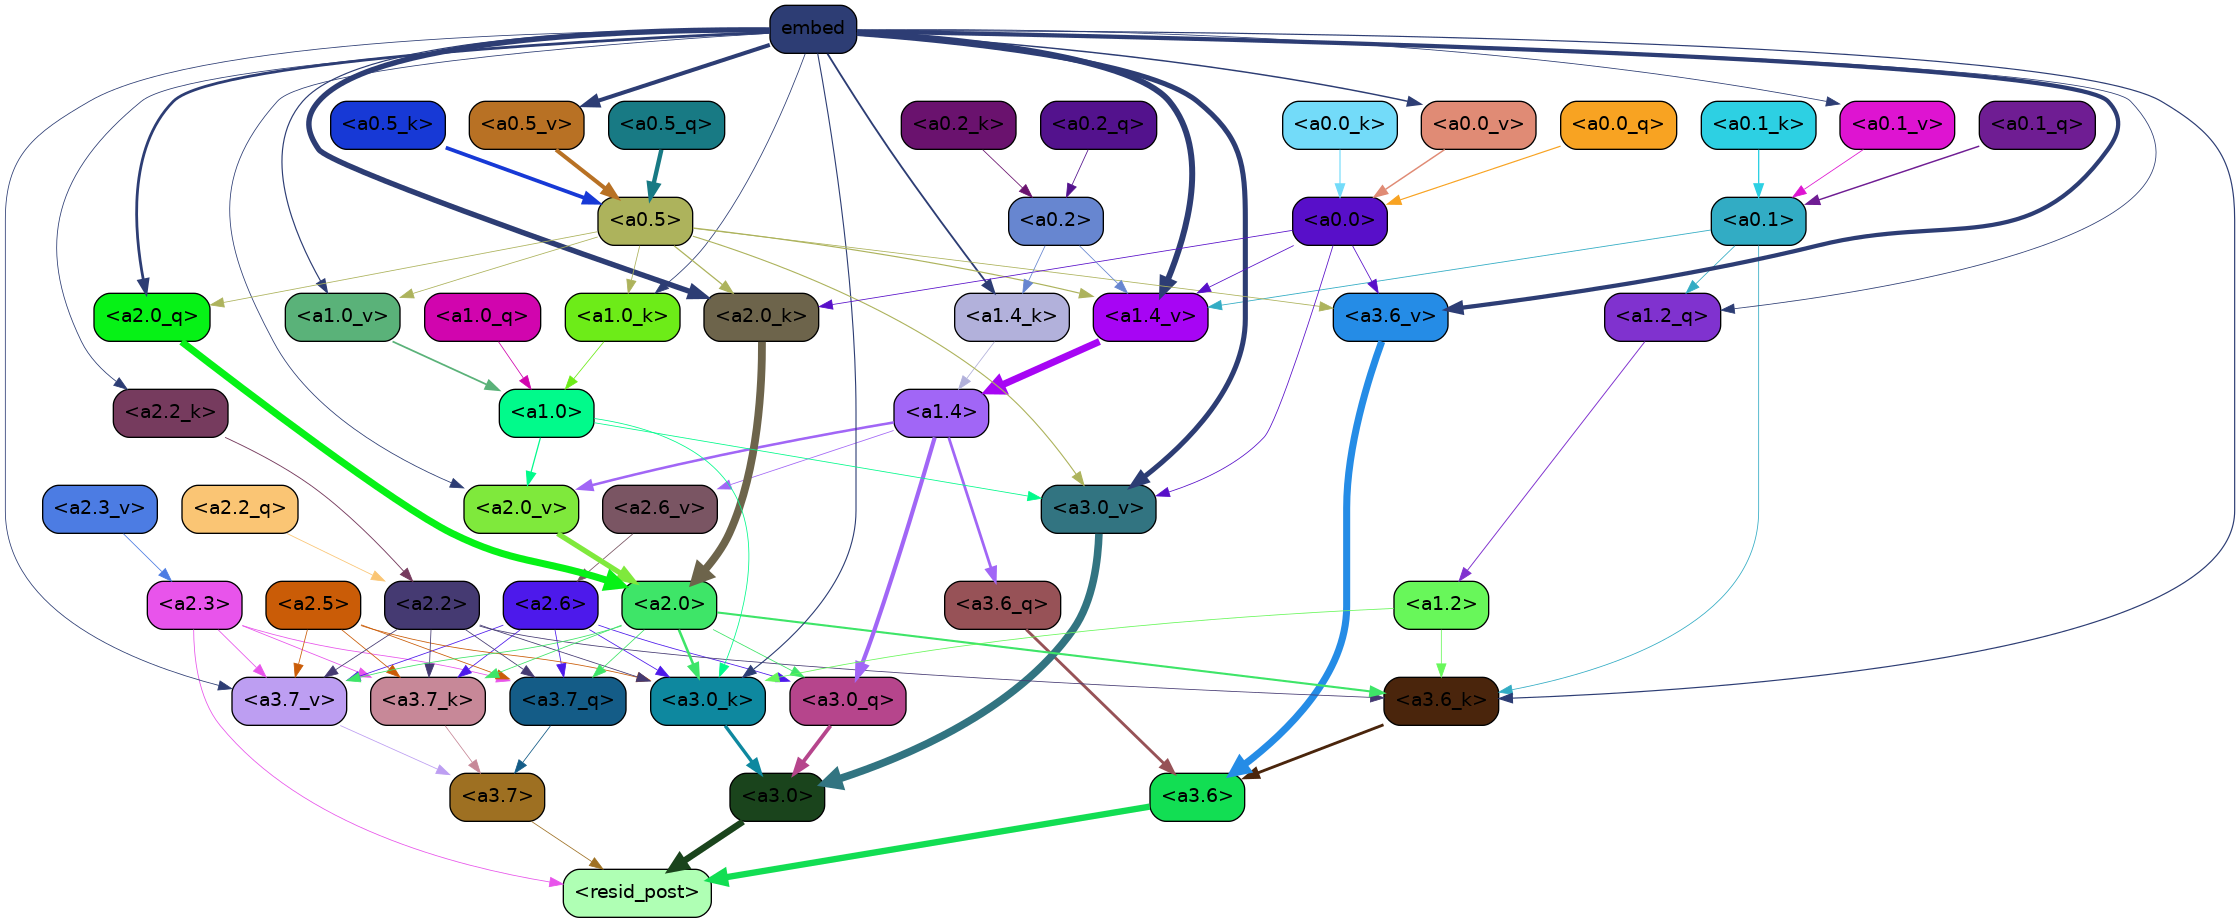 embed
<a0.5_k> <a0.5_v> <a0.5_q> <a0.2_k> <a0.2_q> <a0.0_k> <a0.0_v> <a0.0_q> <a0.1_k> <a0.1_v> <a0.1_q>
<a0.5> <a0.2> <a0.0> <a0.1>
<a2.0_q> <a1.0_v> <a1.0_q> <a1.0_k> <a2.0_k> <a1.4_k> <a1.4_v> <a3.6_v> <a1.2_q>
<a2.2_k> <a1.0> <a1.4>
<a2.3_v> <a2.2_q> <a2.0_v> <a2.6_v> <a3.0_v>
<a2.3> <a2.5> <a2.2> <a2.6> <a2.0> <a3.6_q> <a1.2>
<a3.7_v> <a3.7_k> <a3.7_q> <a3.0_k> <a3.0_q> <a3.6_k>
<a3.7> <a3.0> <a3.6>
<resid_post>